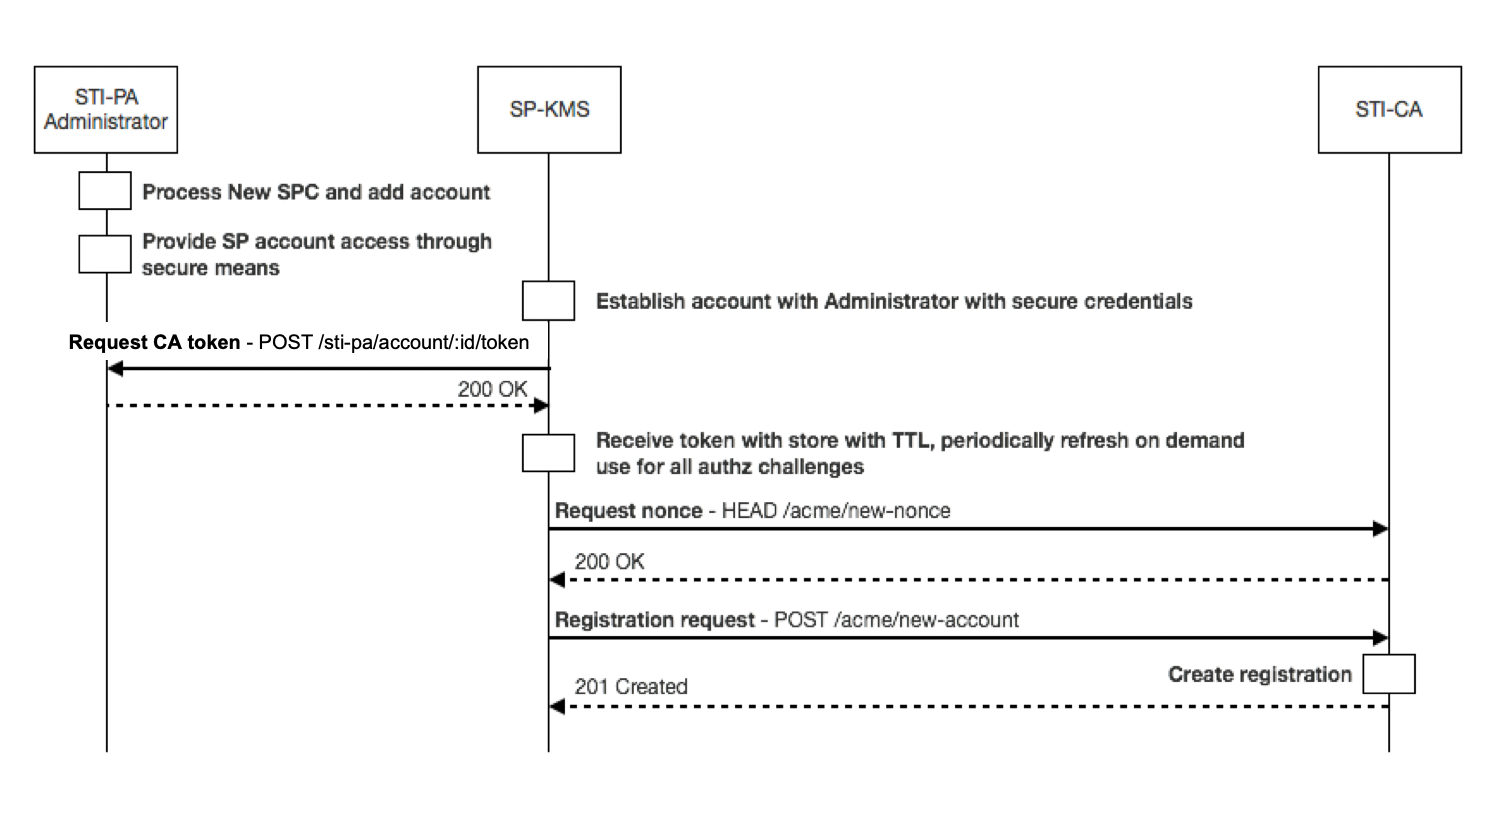 STI-PA
Administrator
SP-KMS
STI-CA
Process New SPC and add account
Provide SP account access through
secure means
Establish account with Administrator with secure credentials
Request CA token - POST /sti-pa/account/:id/token
200 OK
Receive token with store with TTL, periodically refresh on demand
use for all authz challenges
Request nonce - HEAD /acme/new-nonce
200 OK
Registration request - POST /acme/new-account
Create registration
201 Created